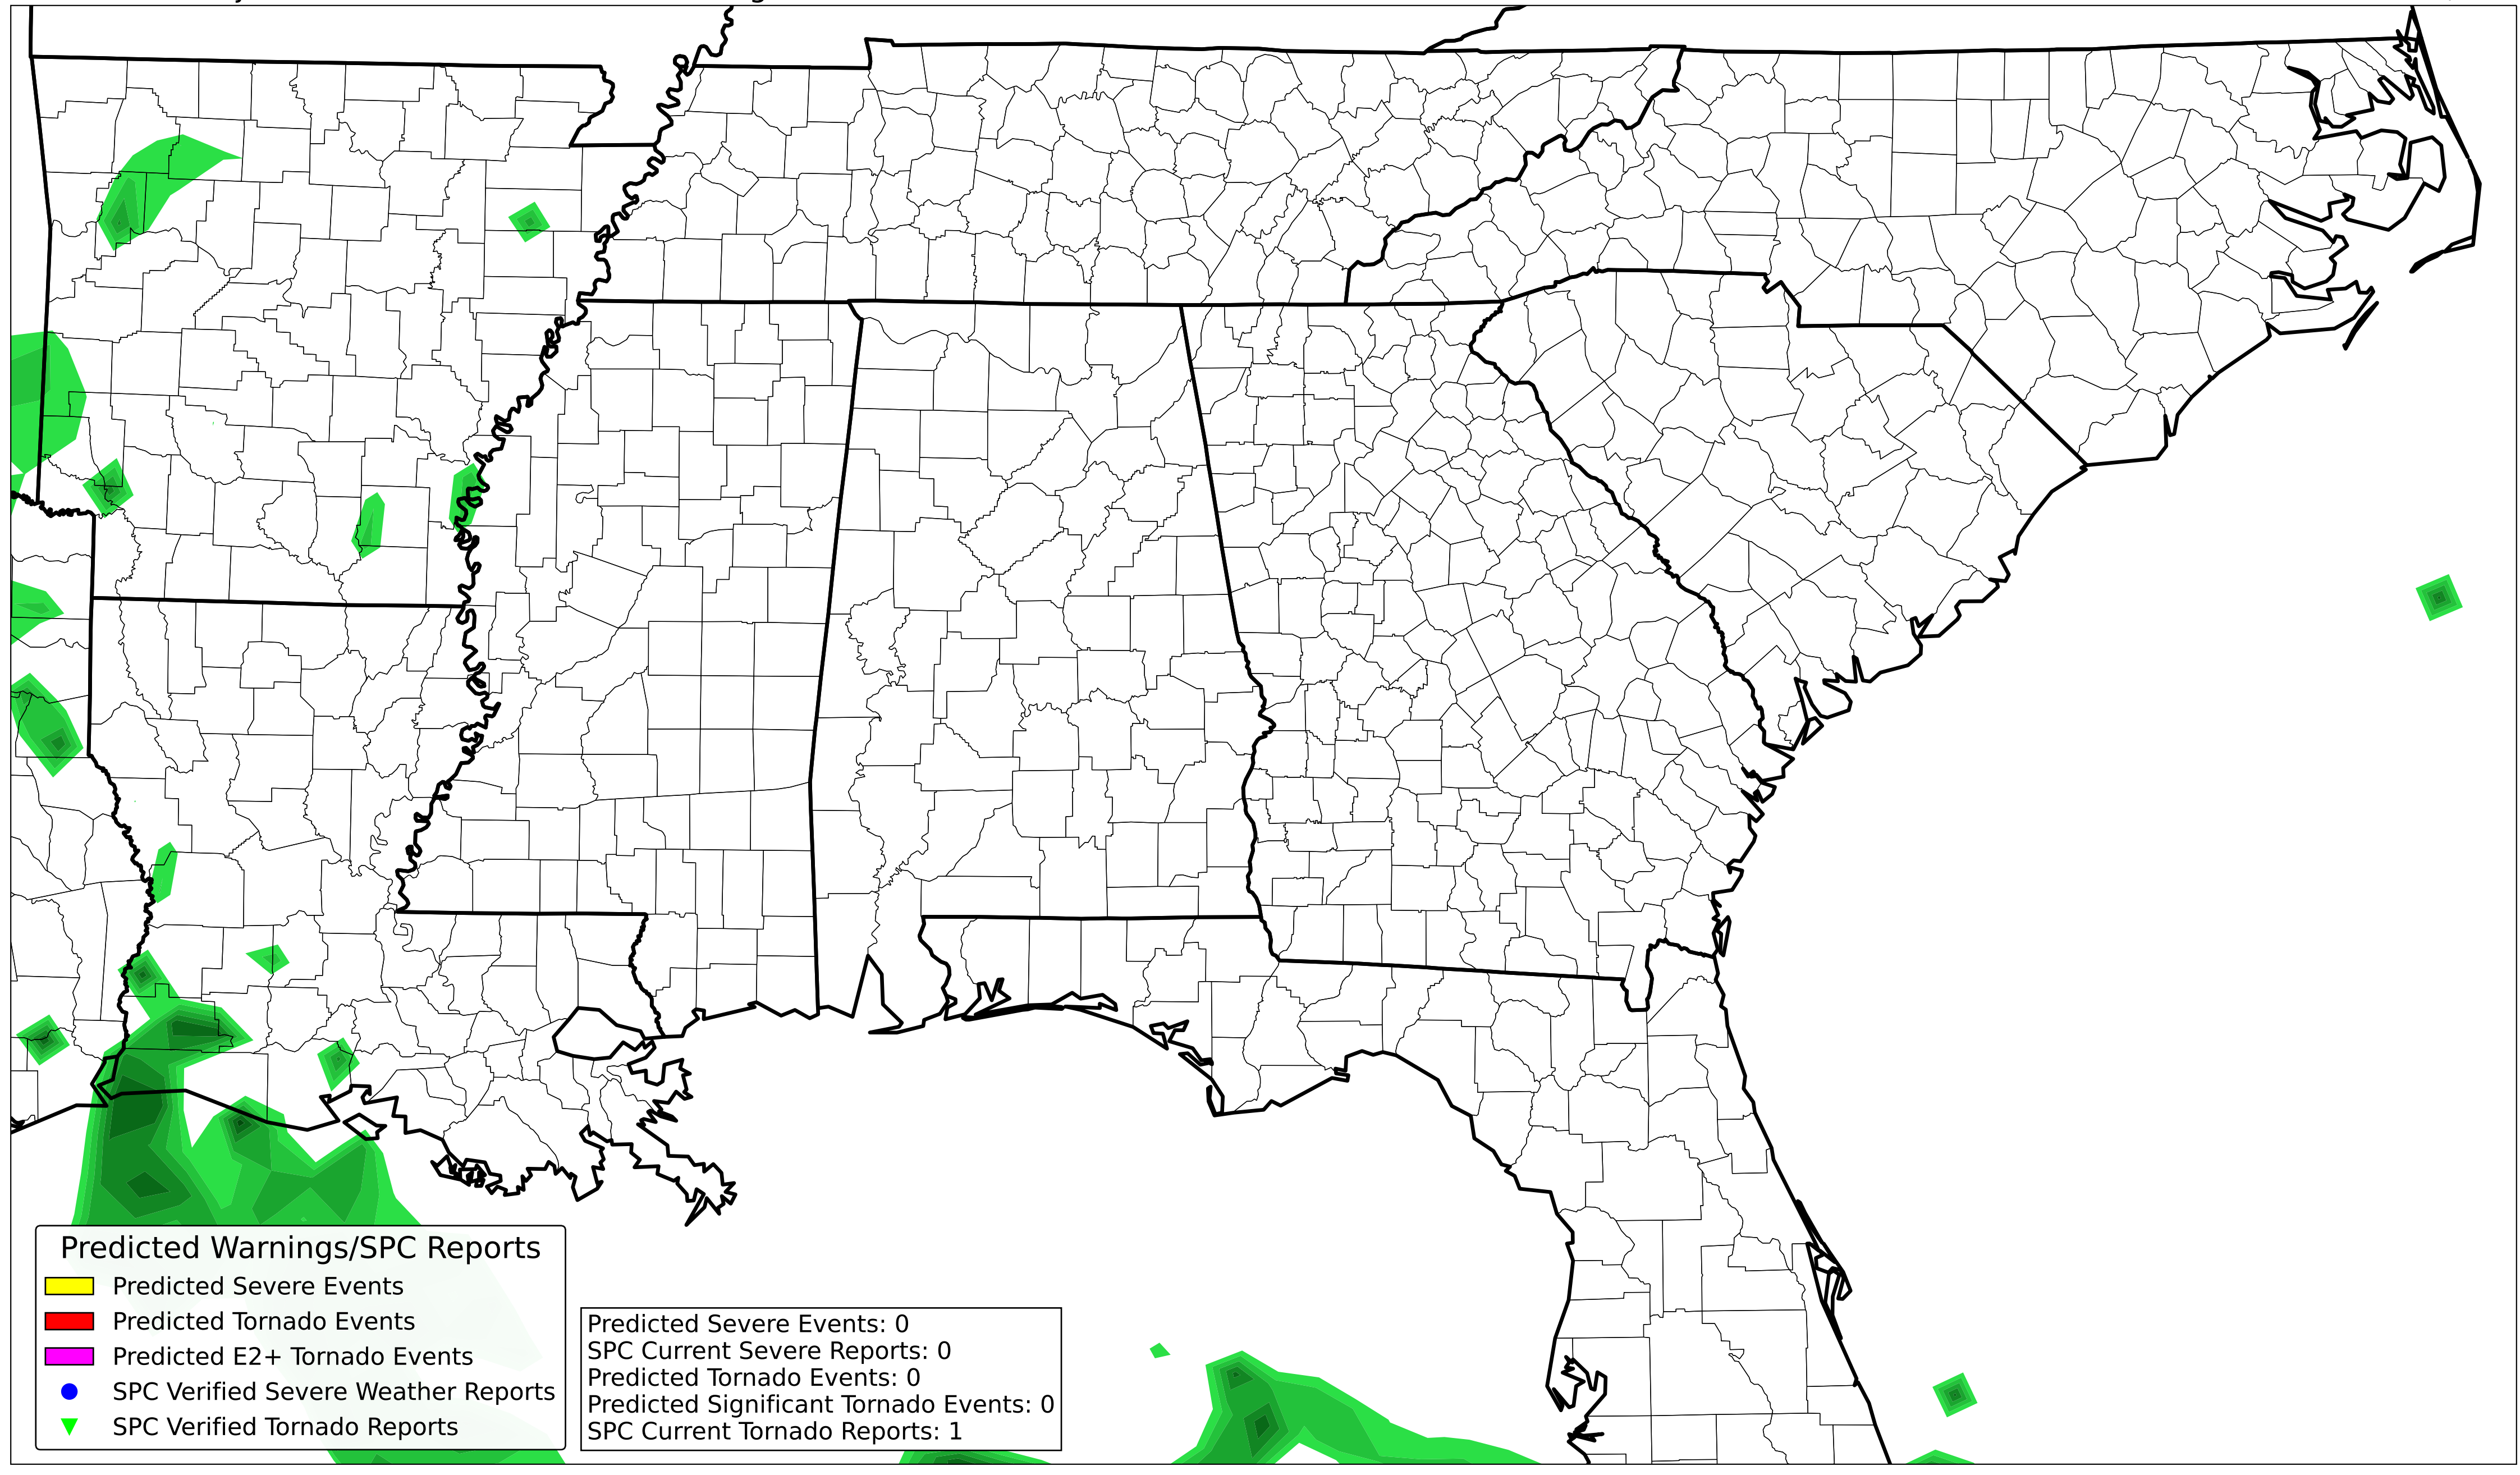 Predicted Warnings/SPC Reports
Predicted Severe Events
Predicted Tornado Events
Predicted E2+ Tornado Events
SPC Verified Severe Weather Reports
SPC Verified Tornado Reports
Predicted Severe Events: 0
SPC Current Severe Reports: 0
Predicted Tornado Events: 0
Predicted Significant Tornado Events: 0
SPC Current Tornado Reports: 1